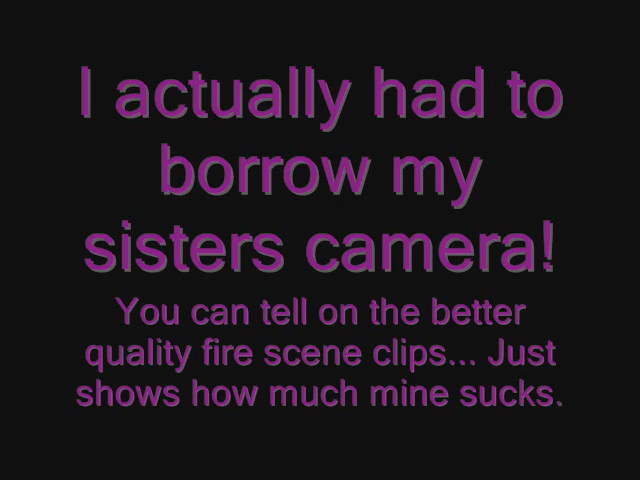 I actually had to
borrow my
sisters camera!
You can tell on the better
quality fire scene clips... Just
shows how much mine sucks.